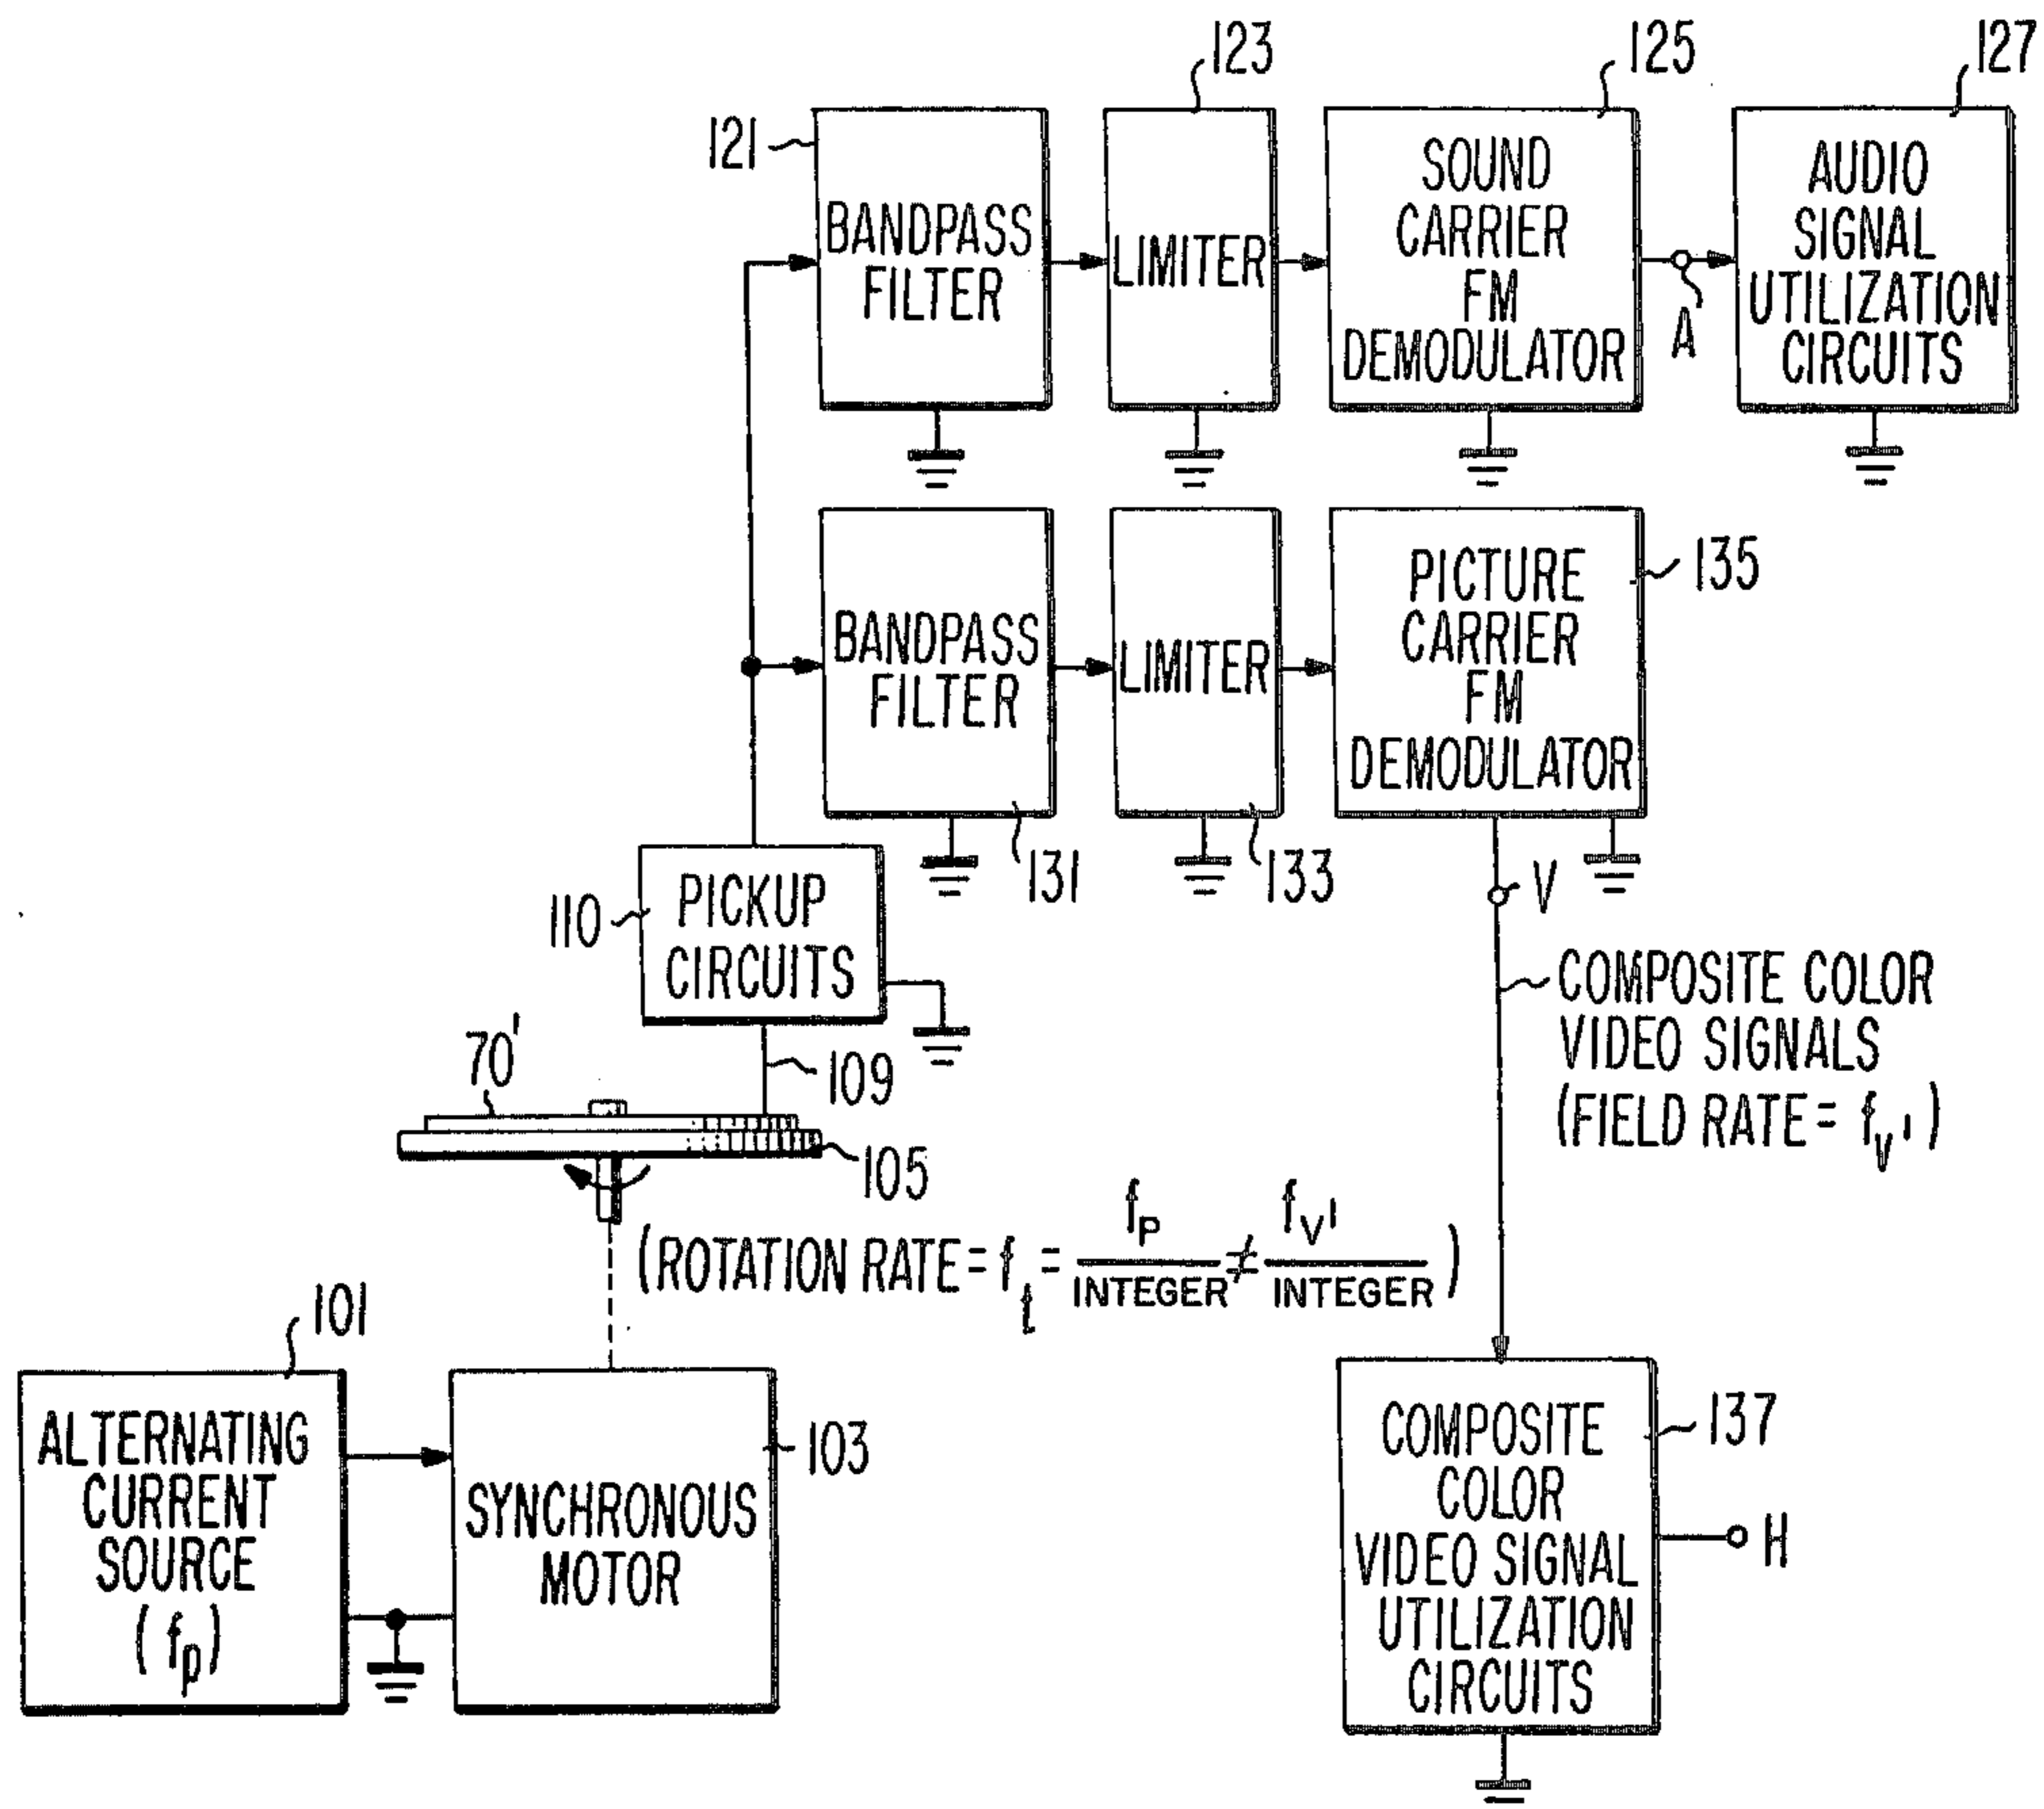 123
125
127
121
BANDPASS
FILTER
LIMITER
SOUND
CARRIER
FM
DEMODULATOR
A
AUDIO
SIGNAL
UTILIZATION
CIRCUITS
BANDPASS
FILTER
131
LIMITER
133
PICTURE
CARRIER
FM
DEMODULATOR
135
V
110
PICKUP
CIRCUITS
COMPOSITE COLOR
VIDEO SIGNALS
(FIELD RATE = fv')
70'
109
105
(ROTATION RATE = ft = fP/INTEGER ≠ fV'/INTEGER)
101
ALTERNATING
CURRENT
SOURCE
(fp)
SYNCHRONOUS
MOTOR
103
COMPOSITE
COLOR
VIDEO SIGNAL
UTILIZATION
CIRCUITS
137
H